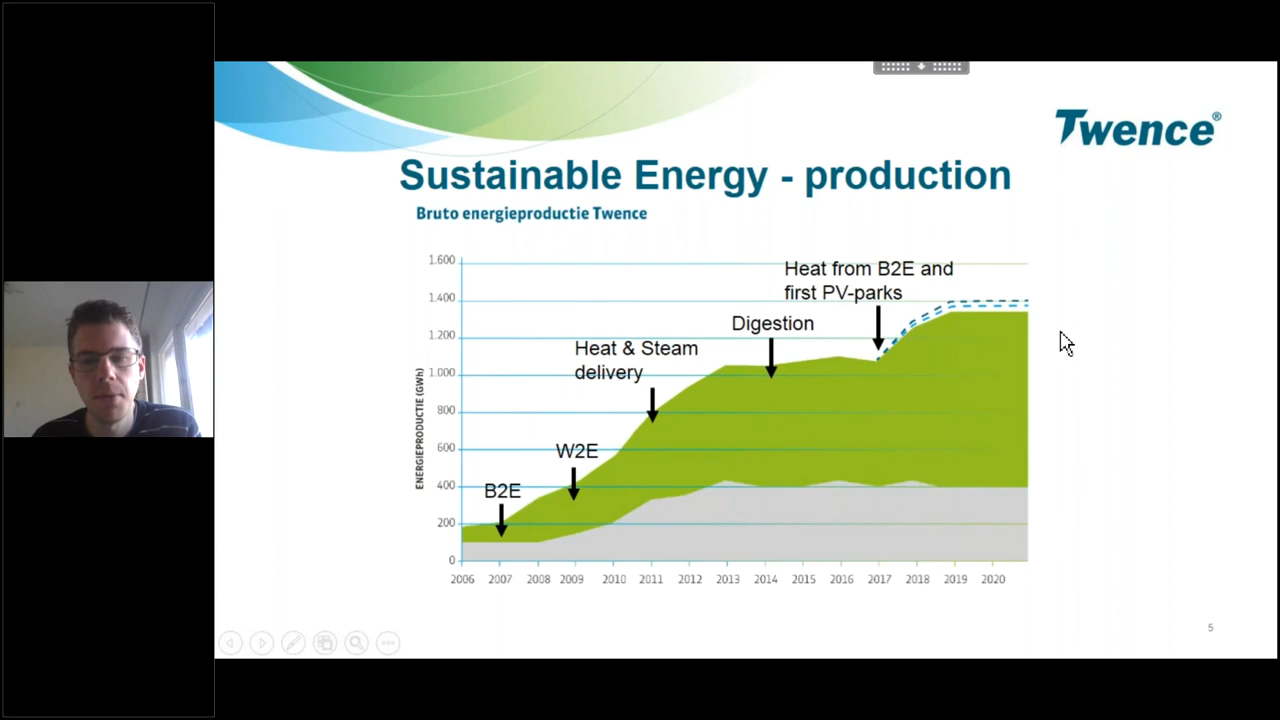 Twence®
Sustainable Energy - production
Bruto energieproductie Twence
ENERGIEPRODUCTIE (GWh)
1.600
1.400
1.200
1.000
800
600
400
200
0
Heat from B2E and
first PV-parks
Digestion
Heat & Steam
delivery
W2E
B2E
2006 2007 2008 2009 2010 2011 2012 2013 2014 2015 2016 2017 2018 2019 2020
5